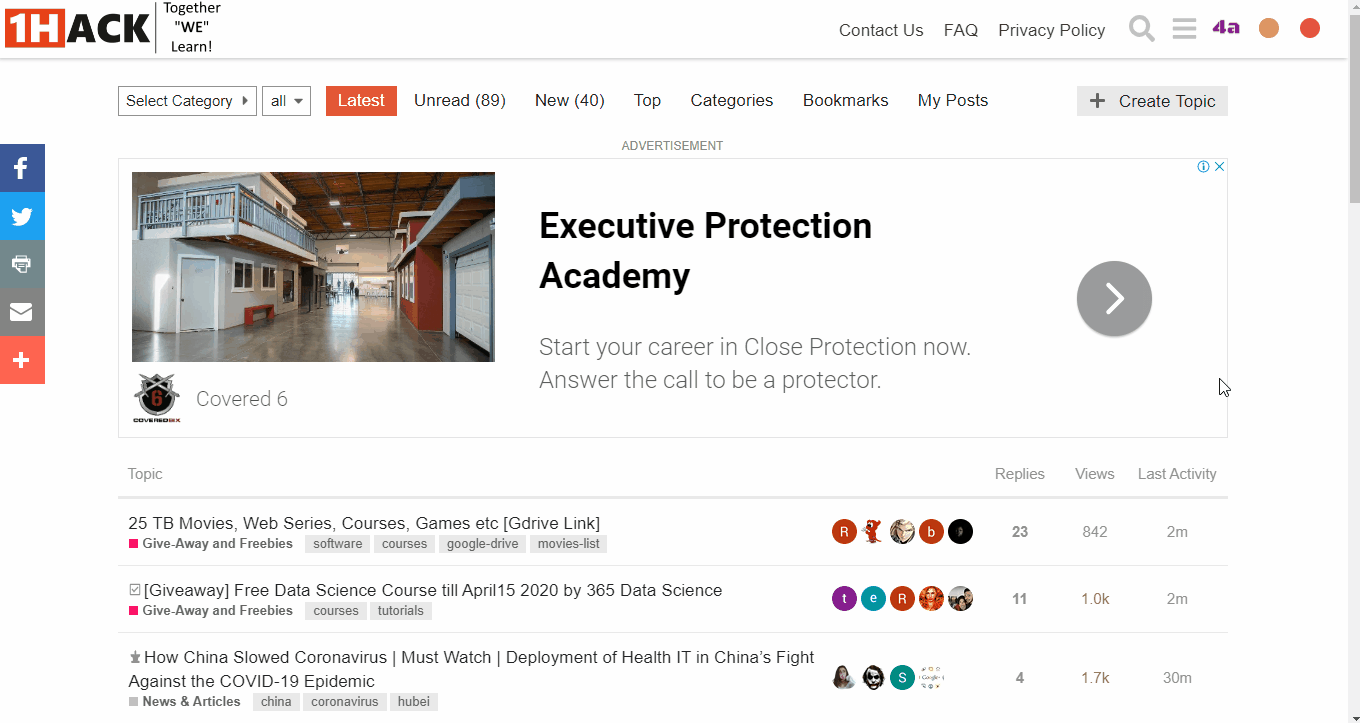 1HACK
Together
"WE"
Learn!
Contact Us FAQ Privacy Policy 4a
Select Category all Latest Unread (89) New (40) Top Categories Bookmarks My Posts + Create Topic
ADVERTISEMENT
Executive Protection
Academy
Start your career in Close Protection now.
Answer the call to be a protector.
6
COVERED SIX
Covered 6
Topic Replies Views Last Activity
25 TB Movies, Web Series, Courses, Games etc [Gdrive Link]
R b 23 842 2m
Give-Away and Freebies software courses google-drive movies-list
[Giveaway] Free Data Science Course till April15 2020 by 365 Data Science
t e R 11 1.0k 2m
Give-Away and Freebies courses tutorials
How China Slowed Coronavirus | Must Watch | Deployment of Health IT in China's Fight
Against the COVID-19 Epidemic
S Google 4 1.7k 30m
News & Articles china coronavirus hubei